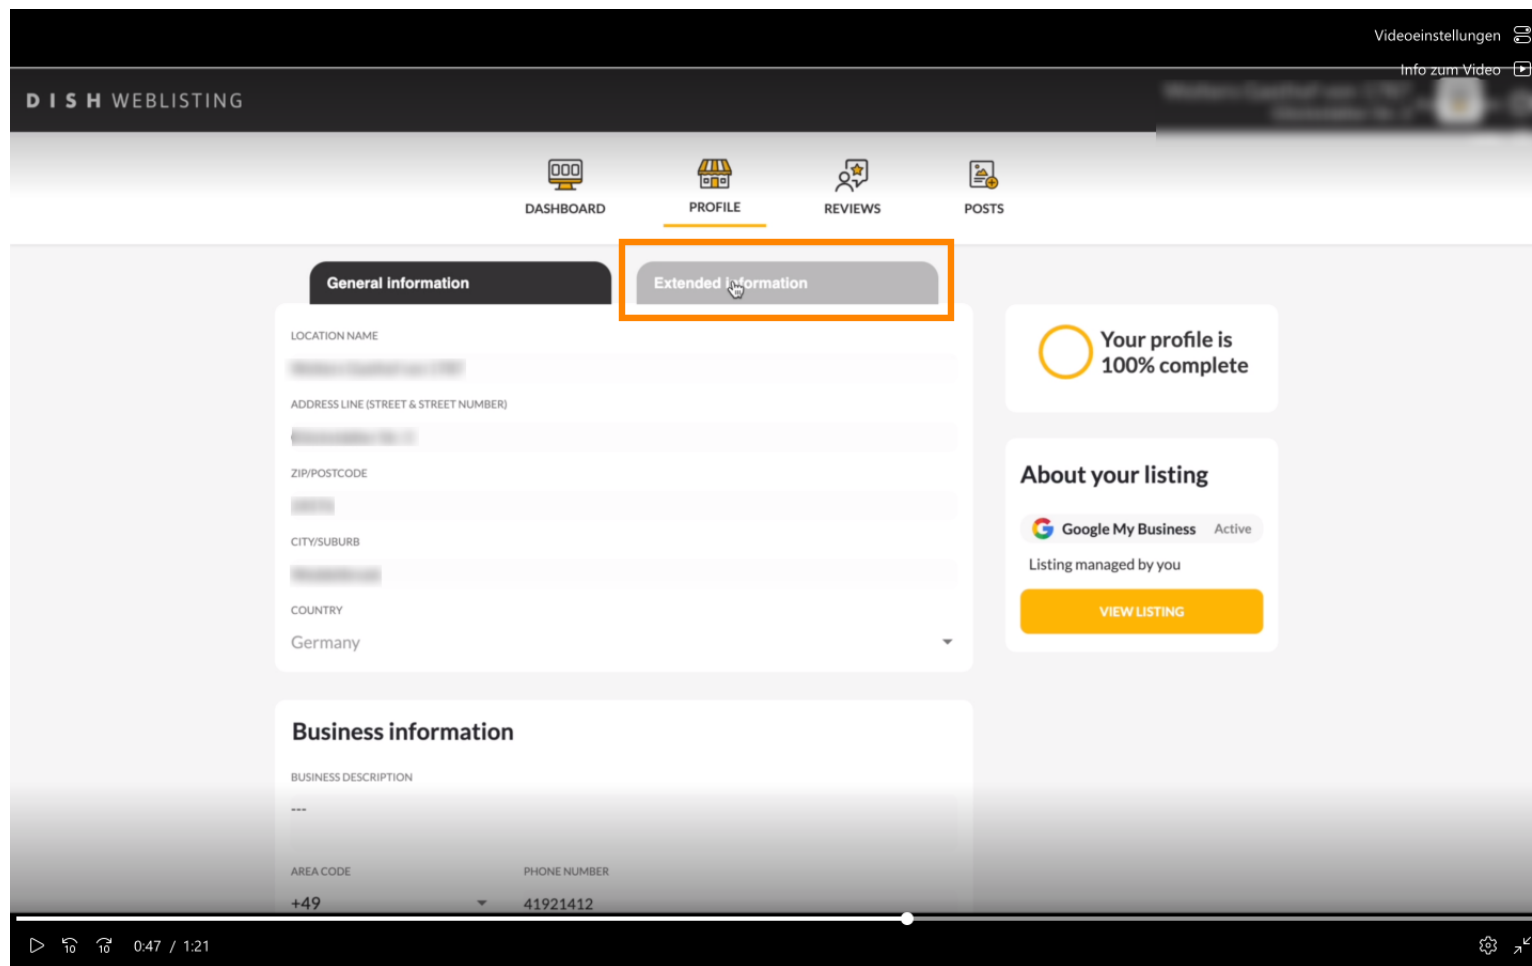 Videoeinstellungen
Info zum Video
DISH WEBLISTING
DASHBOARD
PROFILE
REVIEWS
POSTS
General information
Extended information
LOCATION NAME
ADDRESS LINE (STREET & STREET NUMBER)
ZIP/POSTCODE
CITY/SUBURB
COUNTRY
Germany
Your profile is
100% complete
About your listing
Google My Business Active
Listing managed by you
VIEW LISTING
Business information
BUSINESS DESCRIPTION
---
AREA CODE
PHONE NUMBER
+49
41921412
10
10
0:47 / 1:21